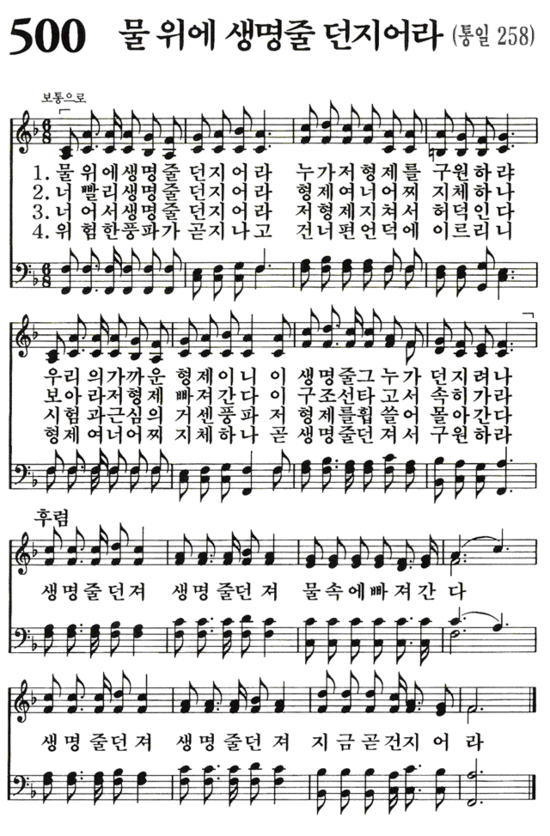 500 물 위에 생명줄 던지어라 (통일 258)
보통으로
1. 물 위에생명줄 던지어라 누가저형제를 구원하랴
2. 너 빨리생명줄 던지어라 형제여너어찌 지체하나
3. 너 어서생명줄 던지어라 저형제지쳐서 허덕인다
4. 위 험한풍파가 곧지나고 건너편언덕에 이르리니
우리 의가까운 형제이니 이 생명줄그누가 던지려나
보아 라저형제 빠져간다 이 구조선타고서 속히가라
시험 과근심의 거센풍파 저 형제를휩쓸어 몰아간다
형제 여너어찌 지체하나 곧 생명줄던져서 구원하라
후렴
생명줄던져 생명줄던져 물속에빠져간다
생명줄던져 생명줄던져 지금곧건지어라